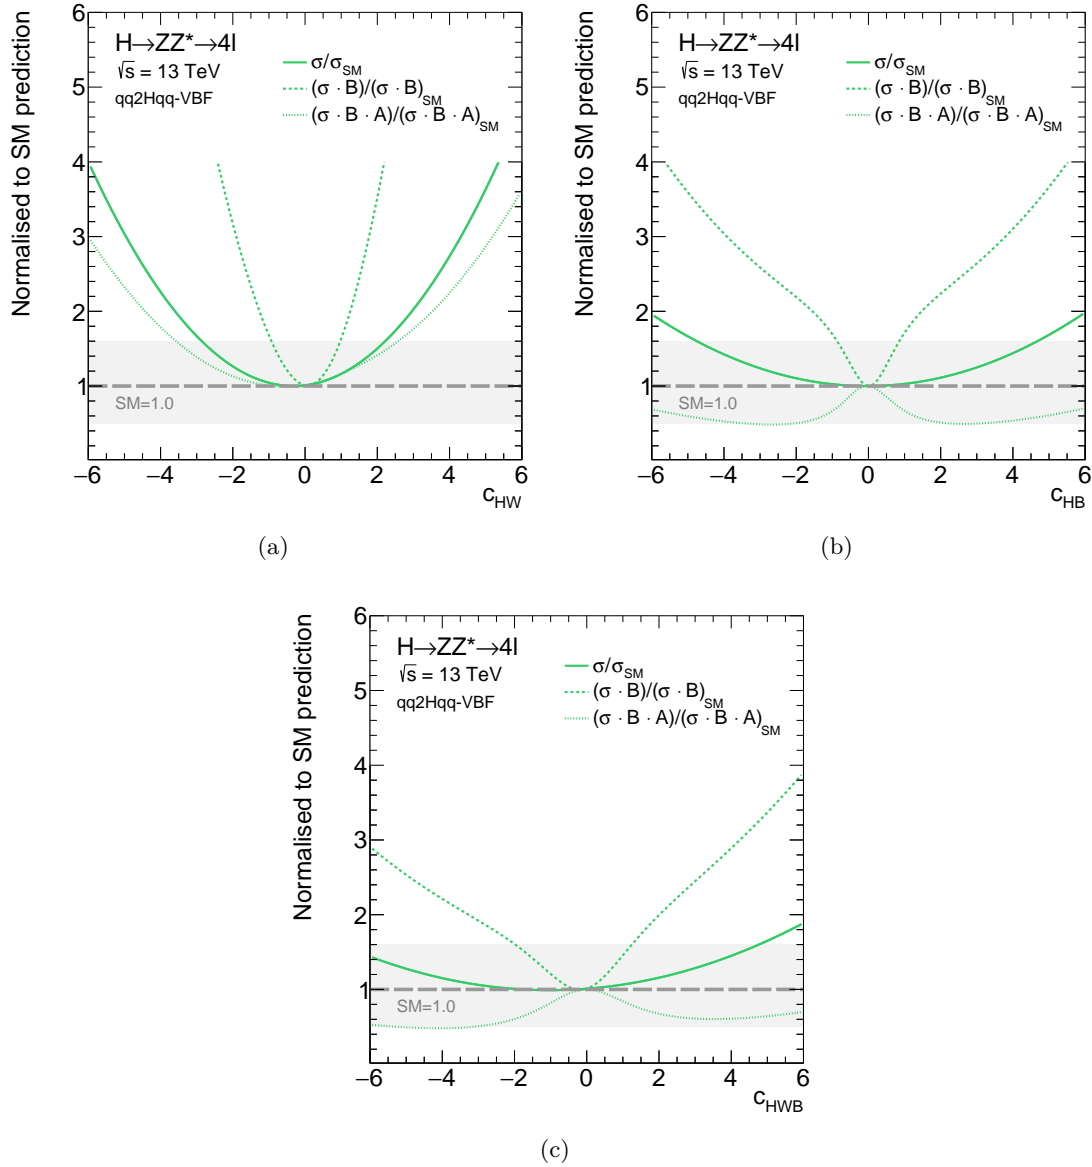 Normalised to SM prediction
6
5
4
3
2
1
H→ZZ*→4l
√s = 13 TeV
qq2Hqq-VBF
σ/σSM
(σ · B)/(σ · B)SM
(σ · B · A)/(σ · B · A)SM
SM=1.0
−6 −4 −2 0 2 4 6
cHW
(a)
Normalised to SM prediction
6
5
4
3
2
1
H→ZZ*→4l
√s = 13 TeV
qq2Hqq-VBF
σ/σSM
(σ · B)/(σ · B)SM
(σ · B · A)/(σ · B · A)SM
SM=1.0
−6 −4 −2 0 2 4 6
cHB
(b)
Normalised to SM prediction
6
5
4
3
2
1
H→ZZ*→4l
√s = 13 TeV
qq2Hqq-VBF
σ/σSM
(σ · B)/(σ · B)SM
(σ · B · A)/(σ · B · A)SM
SM=1.0
−6 −4 −2 0 2 4 6
cHWB
(c)